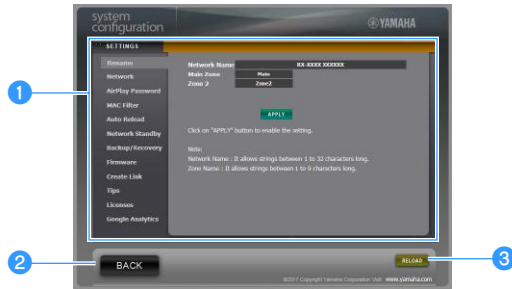 system
configuration
YAMAHA
SETTINGS
Rename
Network
AirPlay Password
MAC Filter
Auto Reload
Network Standby
Backup/Recovery
Firmware
Create Link
Tips
Licenses
Google Analytics
Network Name RX-XXXX XXXXXX
Main Zone Main
Zone 2 Zone2
APPLY
Click on "APPLY" button to enable the setting.
Note:
Network Name : It allows strings between 1 to 32 characters long.
Zone Name : It allows strings between 1 to 9 characters long.
1
2
BACK
RELOAD
3
©2017 Copyright Yamaha Corporation Visit www.yamaha.com